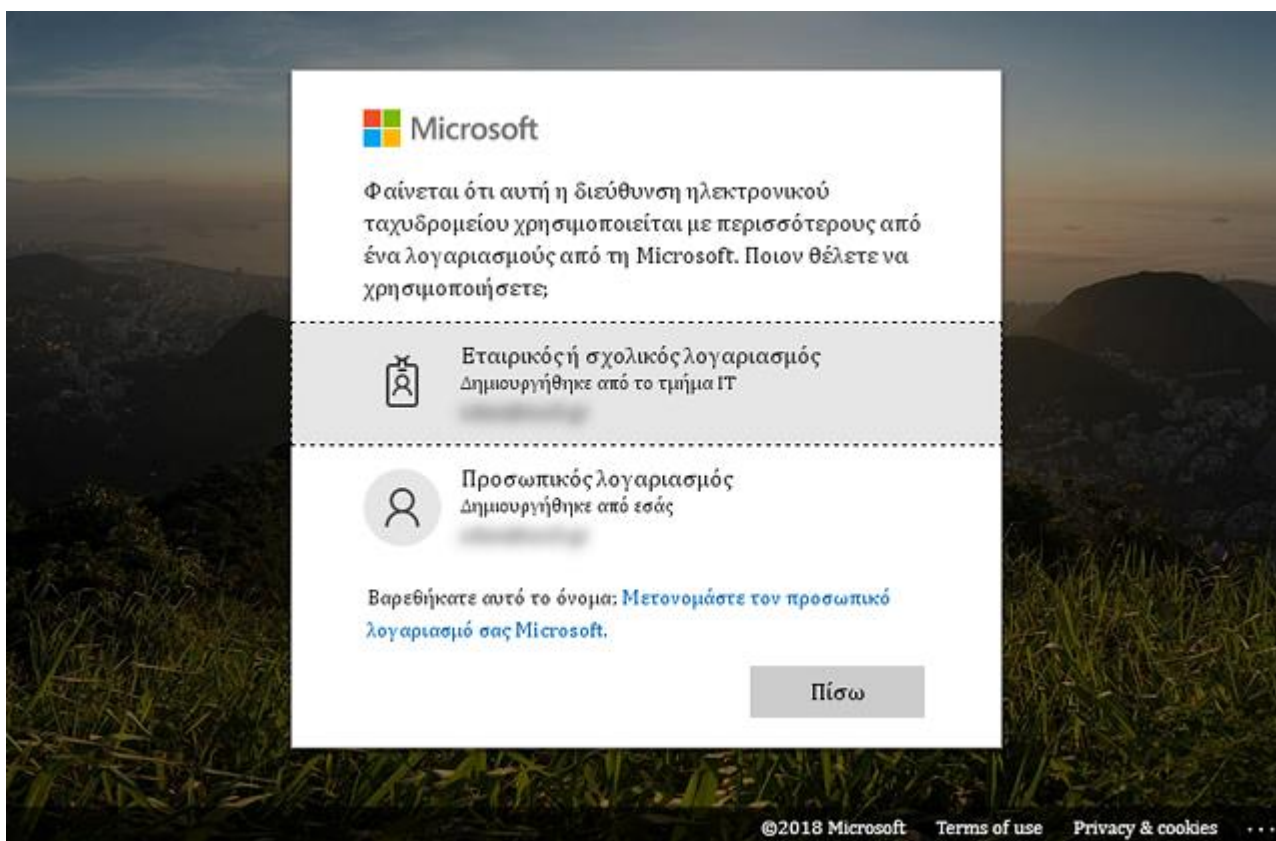 Microsoft
Φαίνεται ότι αυτή η διεύθυνση ηλεκτρονικού
ταχυδρομείου χρησιμοποιείται με περισσότερους από
ένα λογαριασμούς από τη Microsoft. Ποιον θέλετε να
χρησιμοποιήσετε;
Εταιρικός ή σχολικός λογαριασμός
Δημιουργήθηκε από το τμήμα IT
Προσωπικός λογαριασμός
Δημιουργήθηκε από εσάς
Βαρεθήκατε αυτό το όνομα; Μετονομάστε τον προσωπικό
λογαριασμό σας Microsoft.
Πίσω
©2018 Microsoft Terms of use Privacy & cookies ...